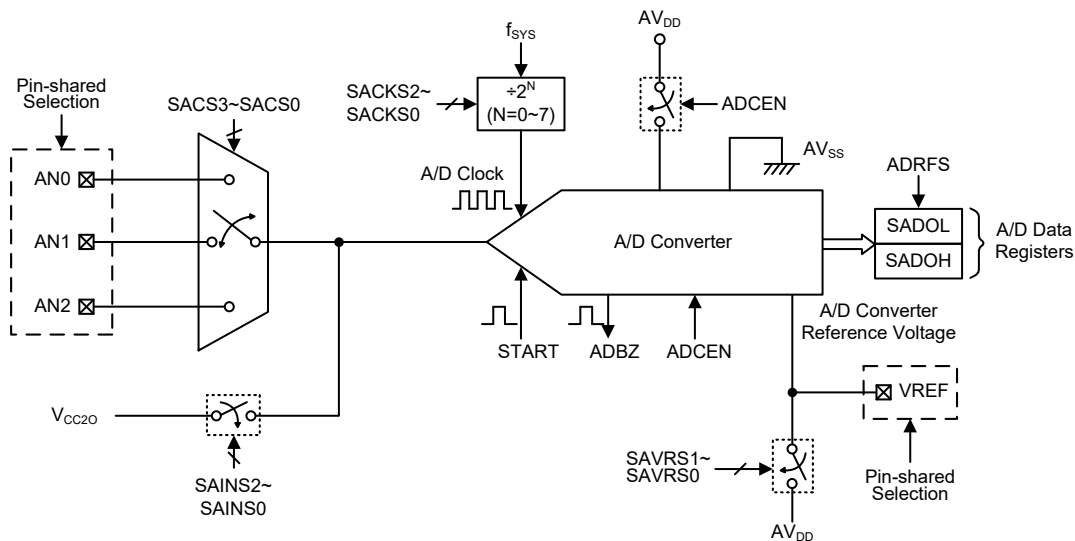 Pin-shared
Selection
AN0
AN1
AN2
SACS3~SACS0
V_CC2O
SAINS2~
SAINS0
f_SYS
SACKS2~
SACKS0
÷2^N
(N=0~7)
A/D Clock
AV_DD
ADCEN
AV_SS
A/D Converter
START
ADBZ
ADCEN
ADRFS
SADOL
SADOH
A/D Data
Registers
A/D Converter
Reference Voltage
VREF
Pin-shared
Selection
SAVRS1~
SAVRS0
AV_DD